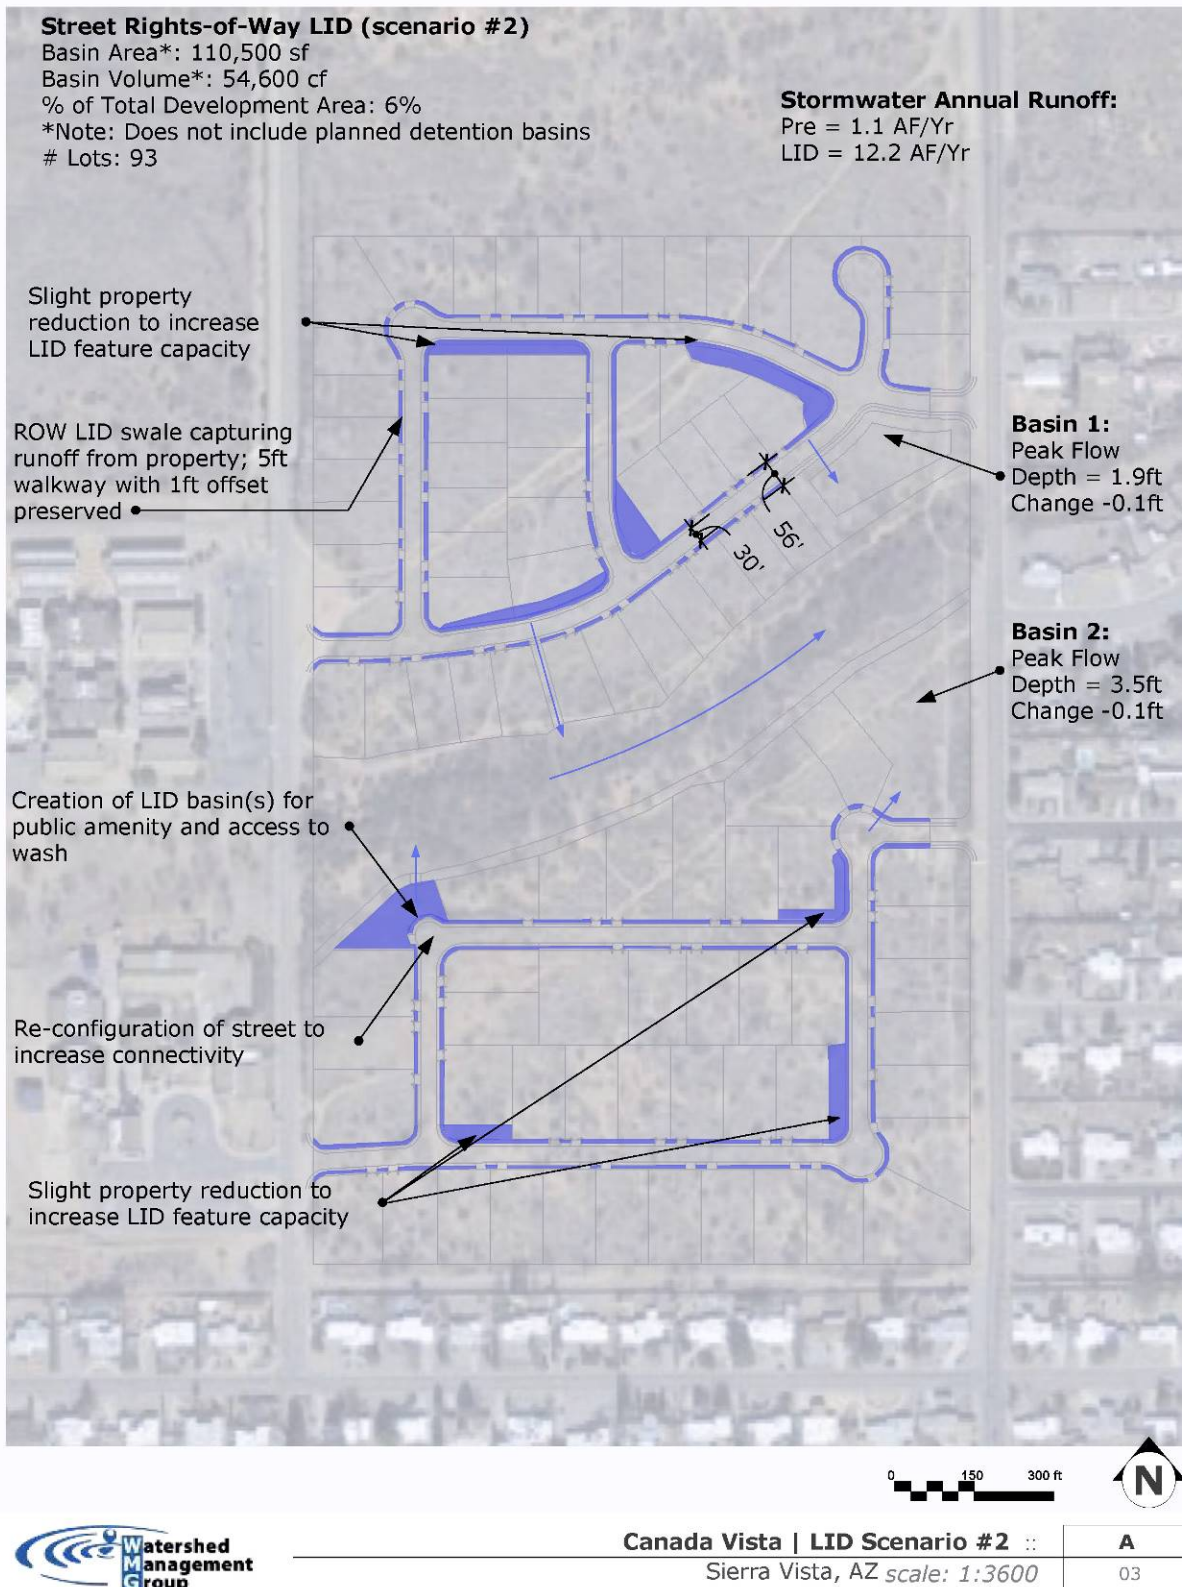 Street Rights-of-Way LID (scenario #2)
Basin Area*: 110,500 sf
Basin Volume*: 54,600 cf
% of Total Development Area: 6%
*Note: Does not include planned detention basins
# Lots: 93
Stormwater Annual Runoff:
Pre = 1.1 AF/Yr
LID = 12.2 AF/Yr
Slight property
reduction to increase
LID feature capacity
ROW LID swale capturing
runoff from property; 5ft
walkway with 1ft offset
preserved
Basin 1:
Peak Flow
Depth = 1.9ft
Change -0.1ft
56'
30'
Basin 2:
Peak Flow
Depth = 3.5ft
Change -0.1ft
Creation of LID basin(s) for
public amenity and access to
wash
Re-configuration of street to
increase connectivity
Slight property reduction to
increase LID feature capacity
0 150 300 ft
N
Watershed
Management
Group
Canada Vista | LID Scenario #2 ::
A
Sierra Vista, AZ scale: 1:3600
03